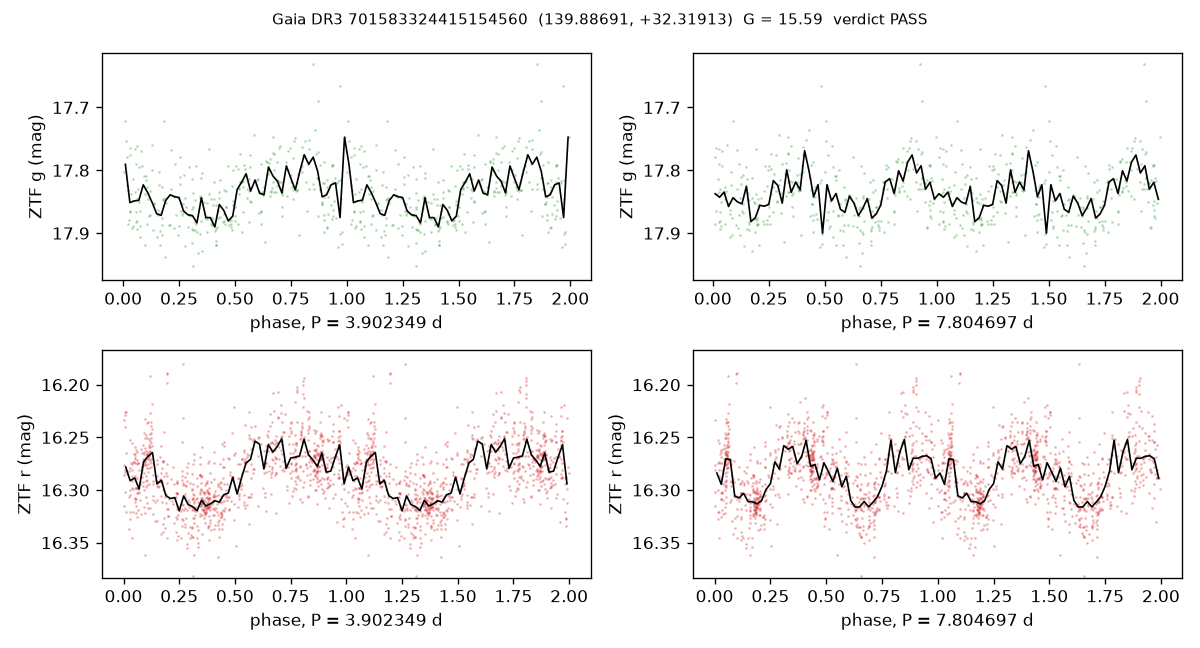 Gaia DR3 701583324415154560 (139.88691, +32.31913) G = 15.59 verdict PASS
ZTF g (mag)
17.7
17.8
17.9
0.00 0.25 0.50 0.75 1.00 1.25 1.50 1.75 2.00
phase, P = 3.902349 d
ZTF g (mag)
17.7
17.8
17.9
0.00 0.25 0.50 0.75 1.00 1.25 1.50 1.75 2.00
phase, P = 7.804697 d
ZTF r (mag)
16.20
16.25
16.30
16.35
0.00 0.25 0.50 0.75 1.00 1.25 1.50 1.75 2.00
phase, P = 3.902349 d
ZTF r (mag)
16.20
16.25
16.30
16.35
0.00 0.25 0.50 0.75 1.00 1.25 1.50 1.75 2.00
phase, P = 7.804697 d